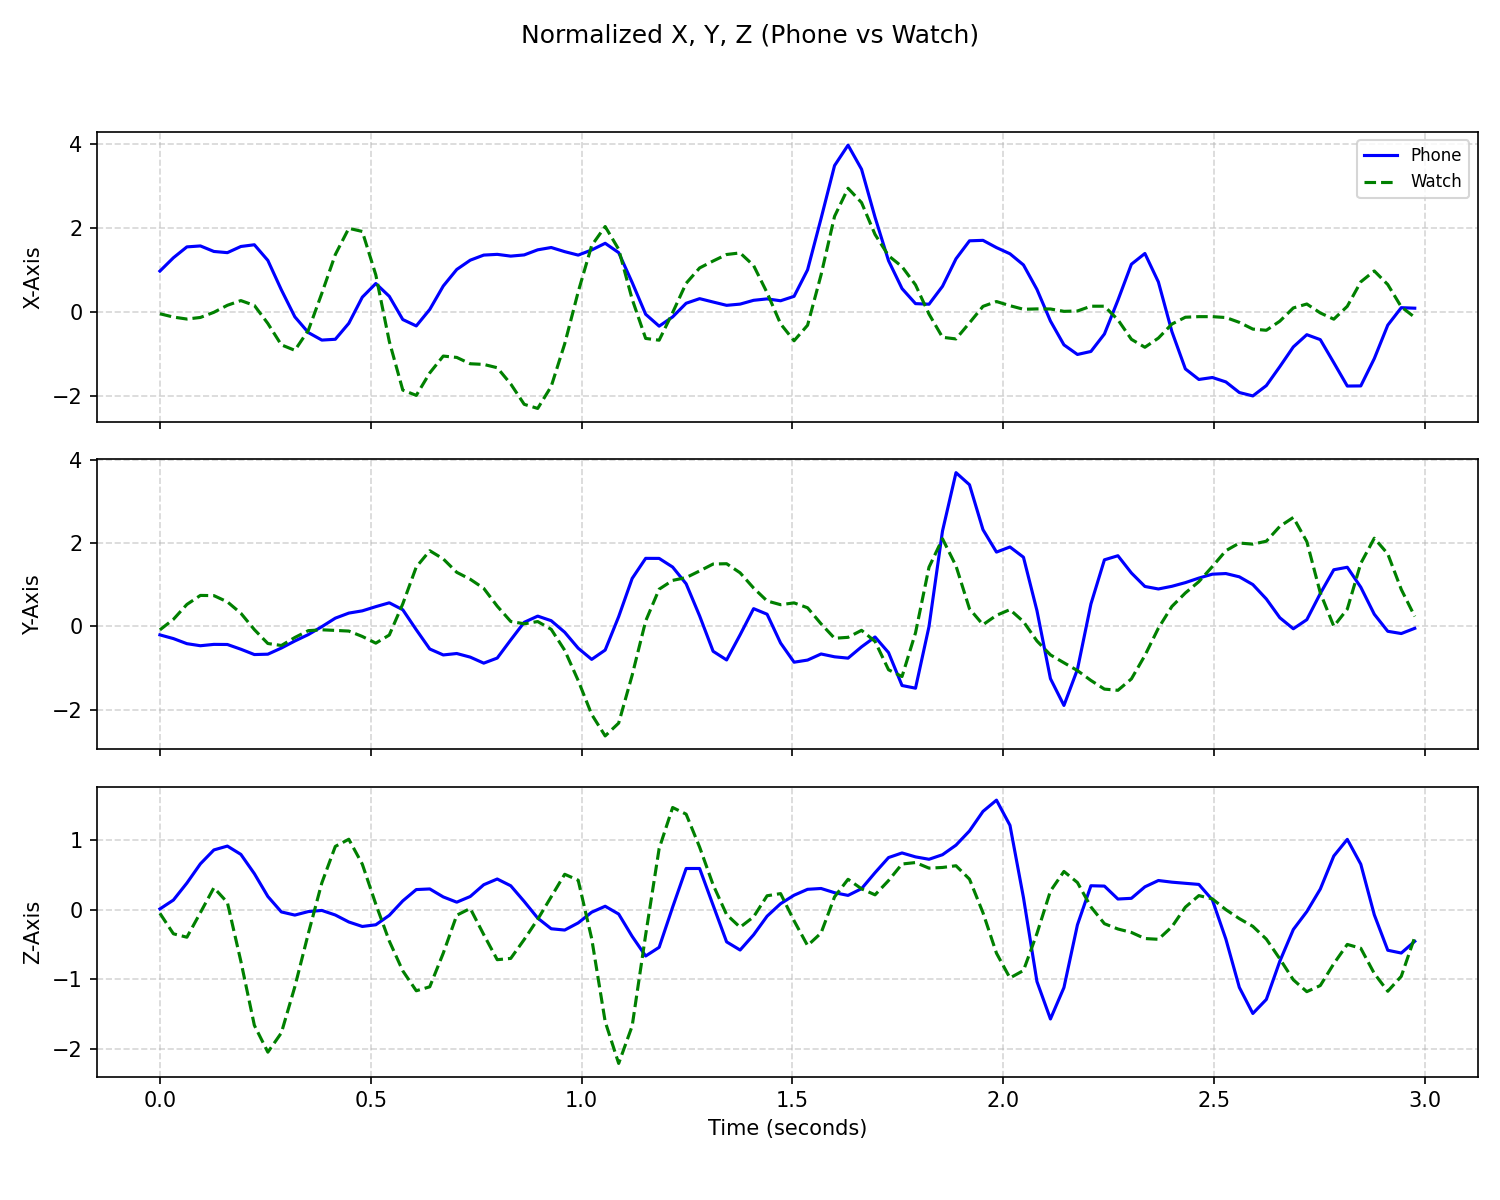 Normalized X, Y, Z (Phone vs Watch)
4
2
0
−2
X-Axis
Phone
Watch
4
2
0
−2
Y-Axis
1
0
−1
−2
Z-Axis
0.0 0.5 1.0 1.5 2.0 2.5 3.0
Time (seconds)